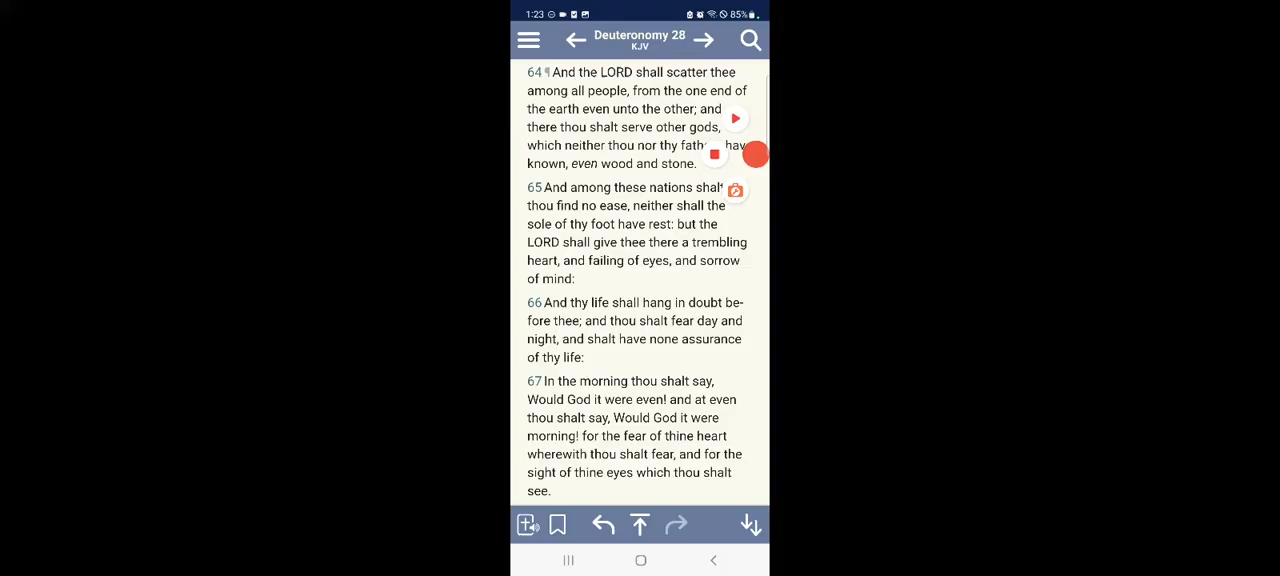 1:23
85%
Deuteronomy 28
KJV
64 ¶ And the LORD shall scatter thee
among all people, from the one end of
the earth even unto the other; and
there thou shalt serve other gods,
which neither thou nor thy fath hav
known, even wood and stone.
65 And among these nations shalt
thou find no ease, neither shall the
sole of thy foot have rest: but the
LORD shall give thee there a trembling
heart, and failing of eyes, and sorrow
of mind:
66 And thy life shall hang in doubt be-
fore thee; and thou shalt fear day and
night, and shalt have none assurance
of thy life:
67 In the morning thou shalt say,
Would God it were even! and at even
thou shalt say, Would God it were
morning! for the fear of thine heart
wherewith thou shalt fear, and for the
sight of thine eyes which thou shalt
see.